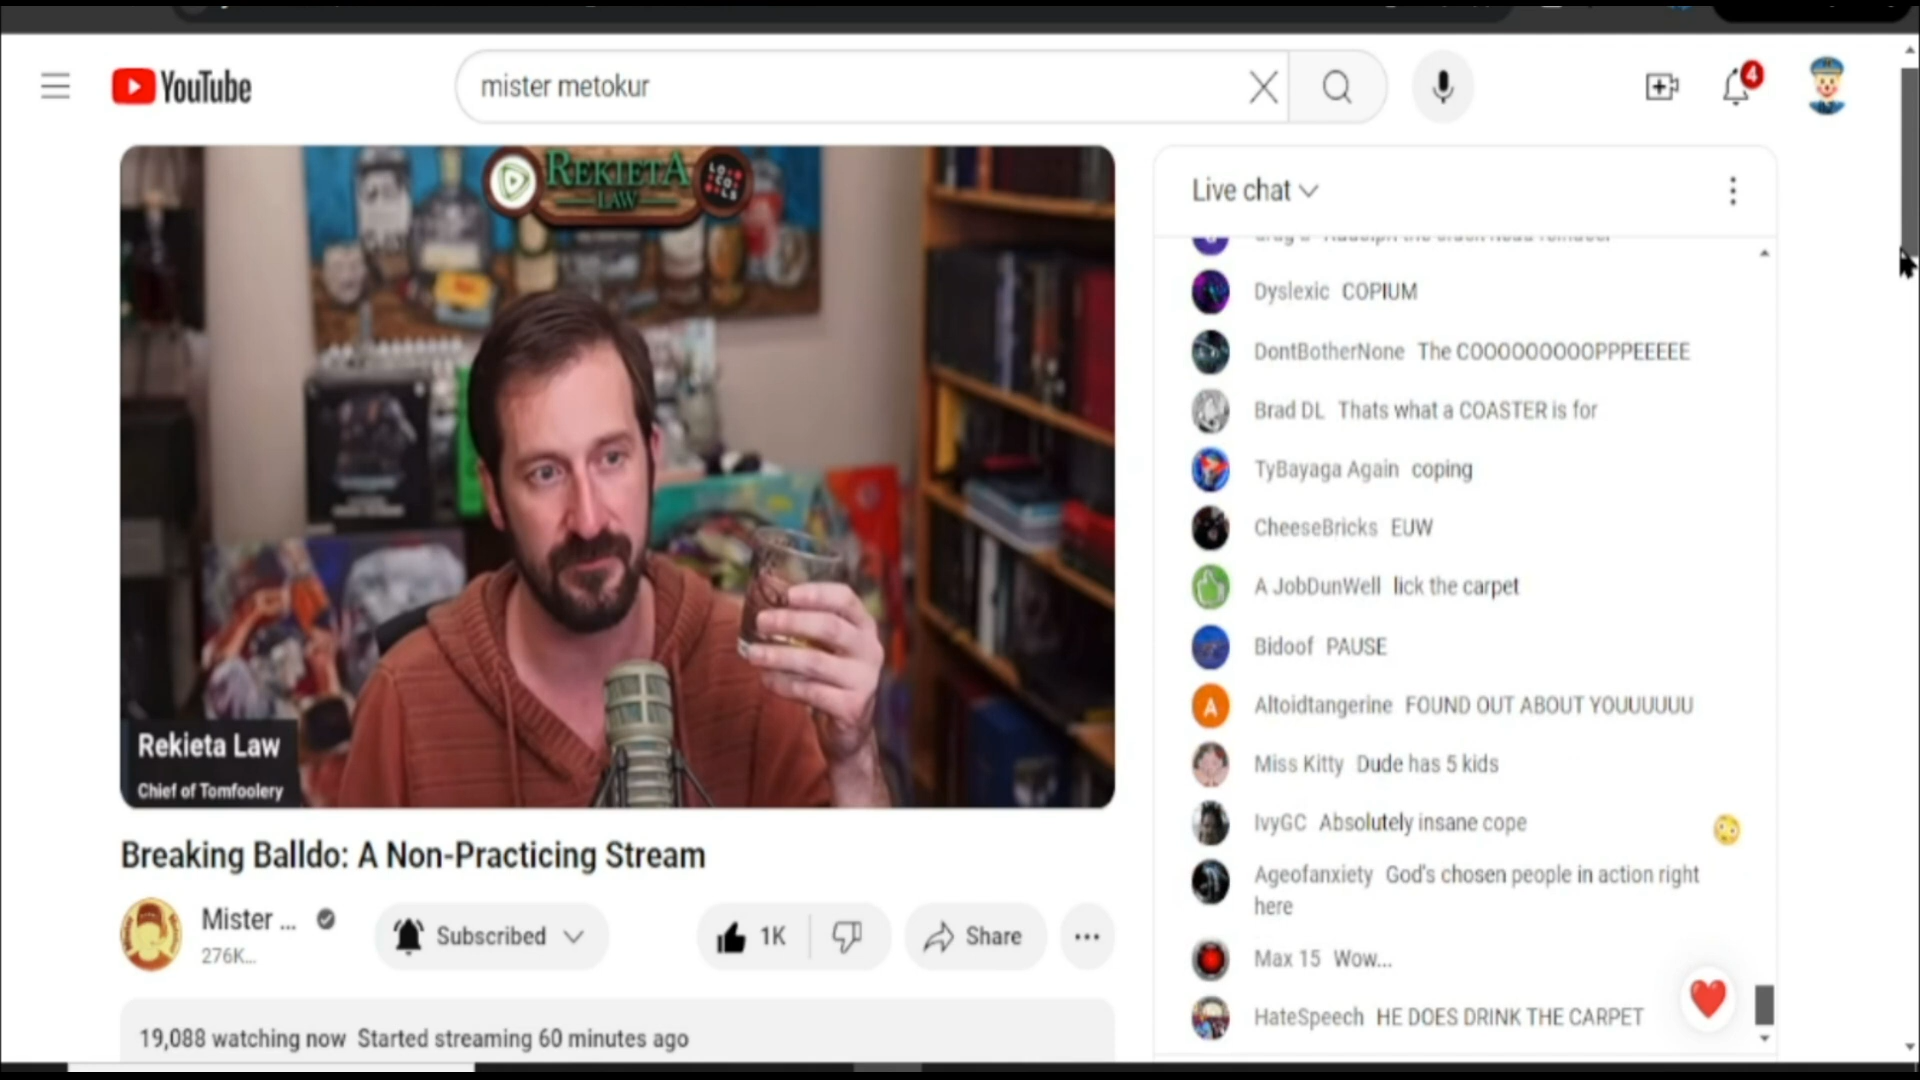 YouTube
mister metokur
4
REKIETA
LAW
LO
CO
LS
Rekieta Law
Chief of Tomfoolery
Breaking Balldo: A Non-Practicing Stream
Mister ...
276K...
Subscribed
1K
Share
19,088 watching now Started streaming 60 minutes ago
Live chat
Dyslexic COPIUM
DontBotherNone The COOOOOOOOOPPPEEEEE
Brad DL Thats what a COASTER is for
TyBayaga Again coping
CheeseBricks EUW
A JobDunWell lick the carpet
Bidoof PAUSE
A
Altoidtangerine FOUND OUT ABOUT YOUUUUUU
Miss Kitty Dude has 5 kids
IvyGC Absolutely insane cope
Ageofanxiety God's chosen people in action right
here
Max 15 Wow...
HateSpeech HE DOES DRINK THE CARPET